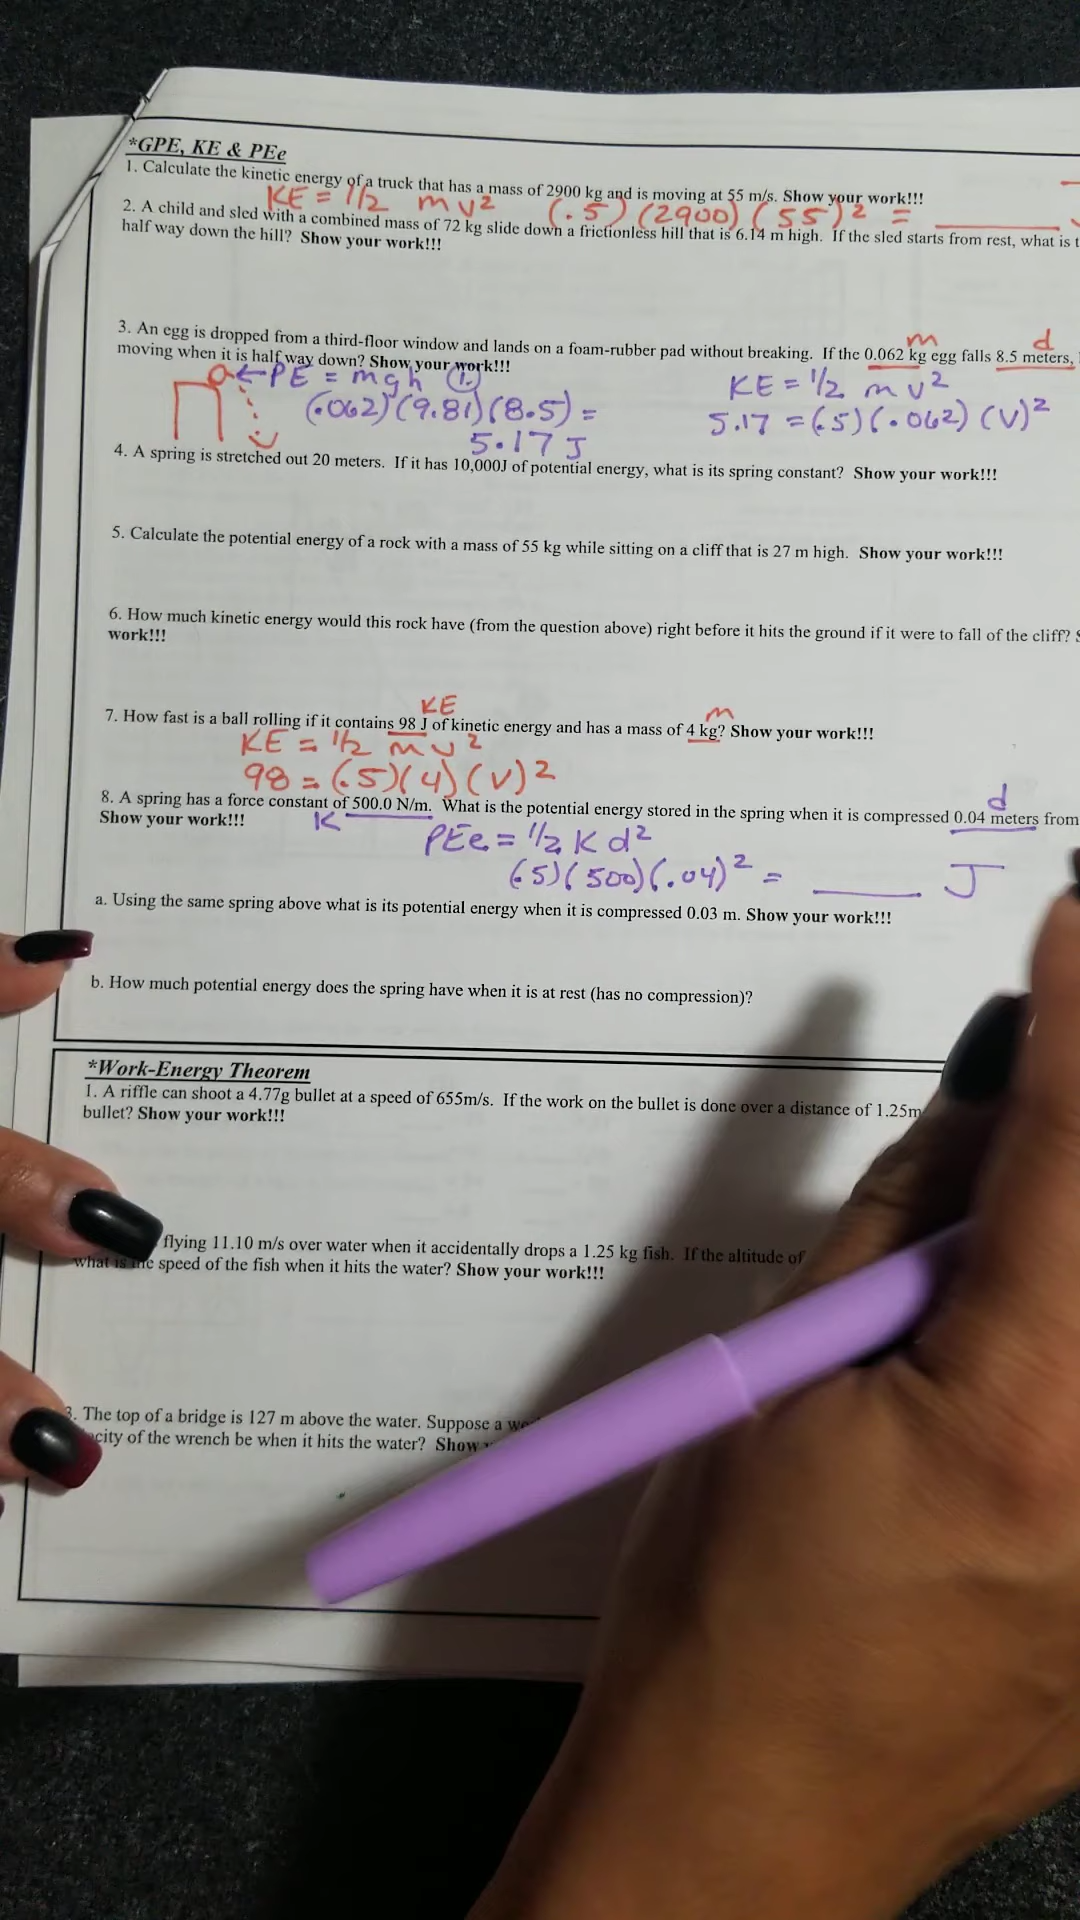 *GPE, KE & PEe
1. Calculate the kinetic energy of a truck that has a mass of 2900 kg and is moving at 55 m/s. Show your work!!!
KE = 1/2 mv² (.5)(2900)(55)² = ______
2. A child and sled with a combined mass of 72 kg slide down a frictionless hill that is 6.14 m high. If the sled starts from rest, what is
half way down the hill? Show your work!!!
m d
3. An egg is dropped from a third-floor window and lands on a foam-rubber pad without breaking. If the 0.062 kg egg falls 8.5 meters,
moving when it is half way down? Show your work!!!
←PE = mgh 1.
(.062)(9.81)(8.5) =
5.17 J
KE = 1/2 mv²
5.17 = (.5)(.062)(v)²
4. A spring is stretched out 20 meters. If it has 10,000J of potential energy, what is its spring constant? Show your work!!!
5. Calculate the potential energy of a rock with a mass of 55 kg while sitting on a cliff that is 27 m high. Show your work!!!
6. How much kinetic energy would this rock have (from the question above) right before it hits the ground if it were to fall of the cliff?
work!!!
KE m
7. How fast is a ball rolling if it contains 98 J of kinetic energy and has a mass of 4 kg? Show your work!!!
KE = 1/2 mv²
98 = (.5)(4)(v)²
d
8. A spring has a force constant of 500.0 N/m. What is the potential energy stored in the spring when it is compressed 0.04 meters from
Show your work!!! K
PEe = 1/2 K d²
(.5)(500)(.04)² = ______ J
a. Using the same spring above what is its potential energy when it is compressed 0.03 m. Show your work!!!
b. How much potential energy does the spring have when it is at rest (has no compression)?
*Work-Energy Theorem
1. A riffle can shoot a 4.77g bullet at a speed of 655m/s. If the work on the bullet is done over a distance of 1.25m
bullet? Show your work!!!
flying 11.10 m/s over water when it accidentally drops a 1.25 kg fish. If the altitude of
what is the speed of the fish when it hits the water? Show your work!!!
3. The top of a bridge is 127 m above the water. Suppose a
city of the wrench be when it hits the water? Show